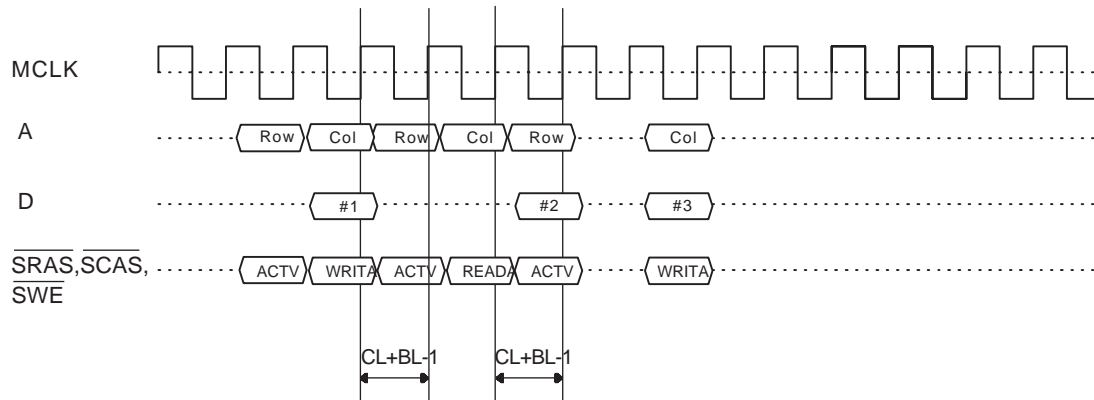 MCLK
A Row Col Row Col Row Col
D #1 #2 #3
SRAS,SCAS, ACTV WRITA ACTV READA ACTV WRITA
SWE
CL+BL-1 CL+BL-1